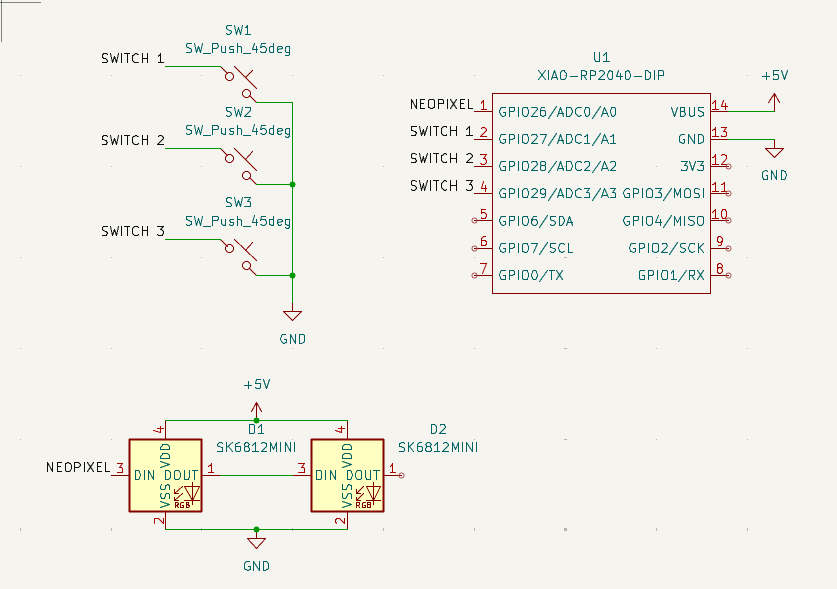 SW1
SW_Push_45deg
SWITCH 1
SW2
SW_Push_45deg
SWITCH 2
SW3
SW_Push_45deg
SWITCH 3
GND
U1
XIAO-RP2040-DIP
+5V
NEOPIXEL 1 GPIO26/ADC0/A0 VBUS 14
SWITCH 1 2 GPIO27/ADC1/A1 GND 13
SWITCH 2 3 GPIO28/ADC2/A2 3V3 12
GND
SWITCH 3 4 GPIO29/ADC3/A3 GPIO3/MOSI 11
5 GPIO6/SDA GPIO4/MISO 10
6 GPIO7/SCL GPIO2/SCK 9
7 GPIO0/TX GPIO1/RX 8
+5V
D1
SK6812MINI
4
VDD
NEOPIXEL 3 DIN DOUT 1
VSS
RGB
2
D2
SK6812MINI
4
VDD
3 DIN DOUT 1
VSS
RGB
2
GND